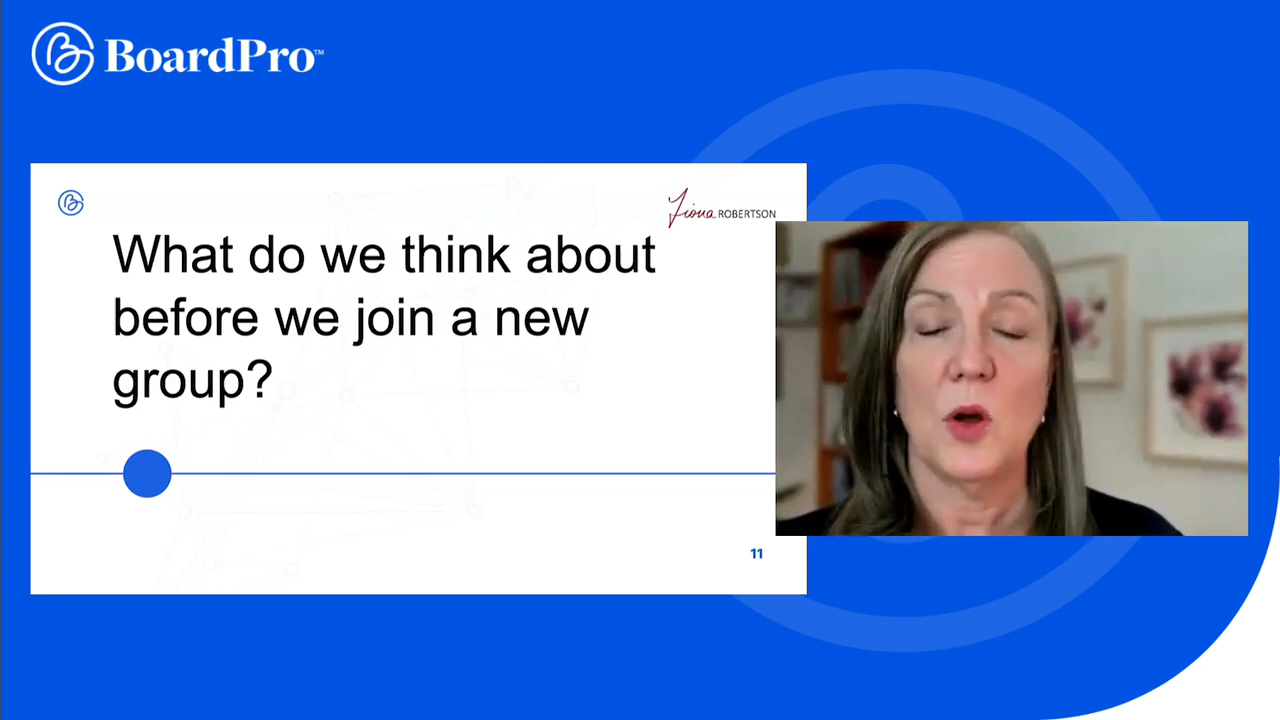 BoardPro™
Fiona ROBERTSON
What do we think about
before we join a new
group?
11